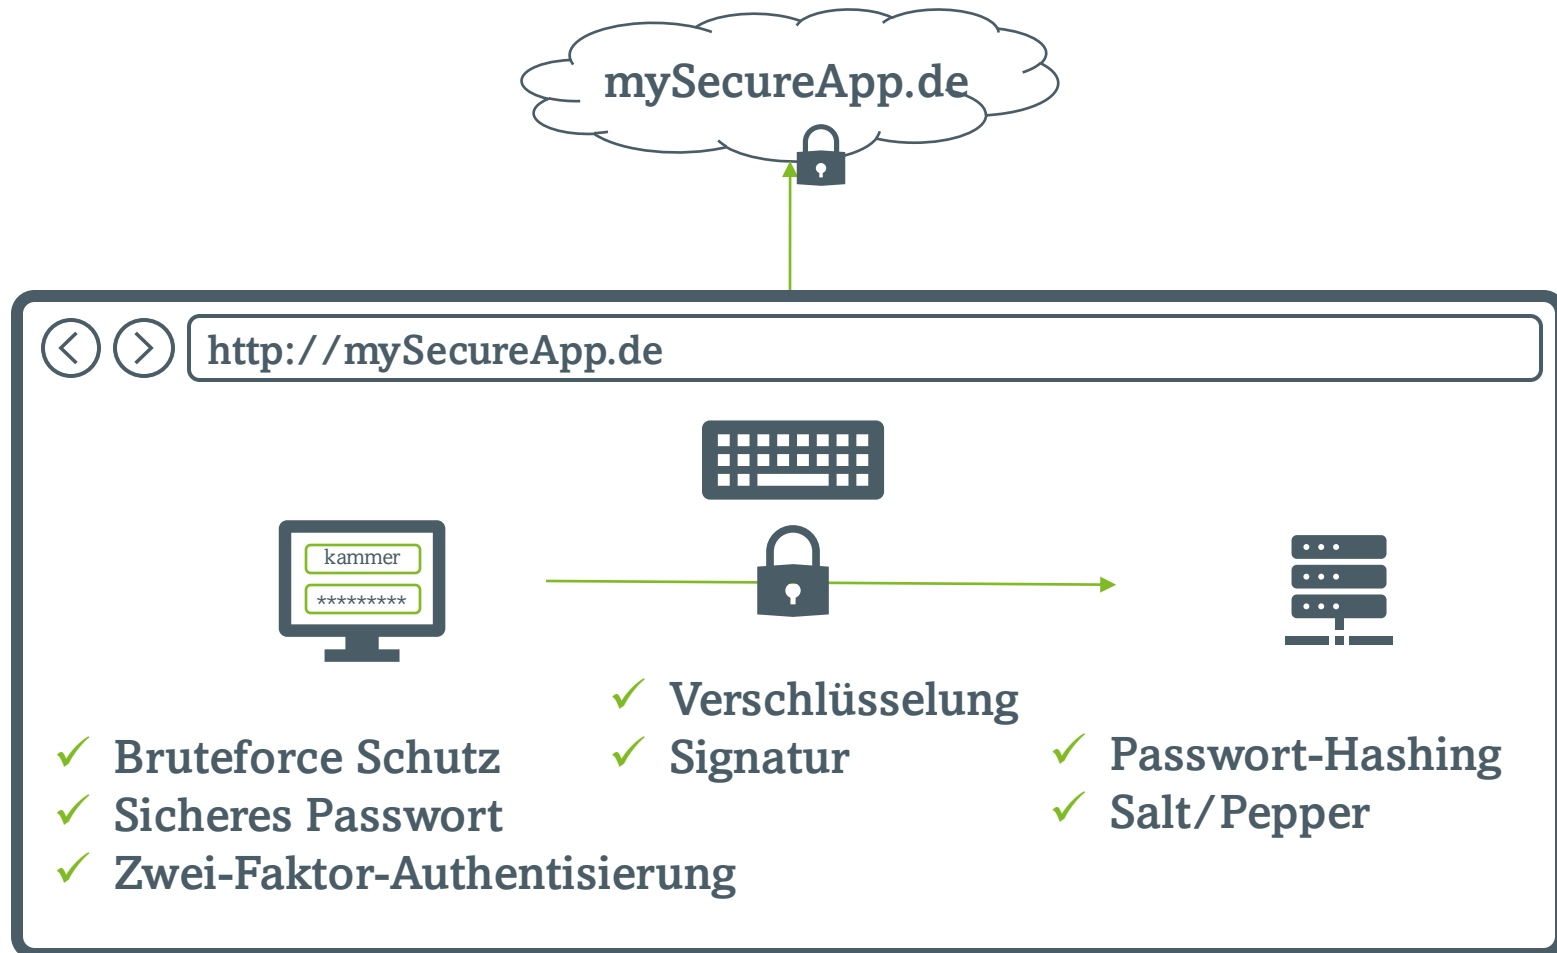 mySecureApp.de
http://mySecureApp.de
kammer
*********
Verschlüsselung
Signatur
Bruteforce Schutz
Sicheres Passwort
Zwei-Faktor-Authentisierung
Passwort-Hashing
Salt/Pepper